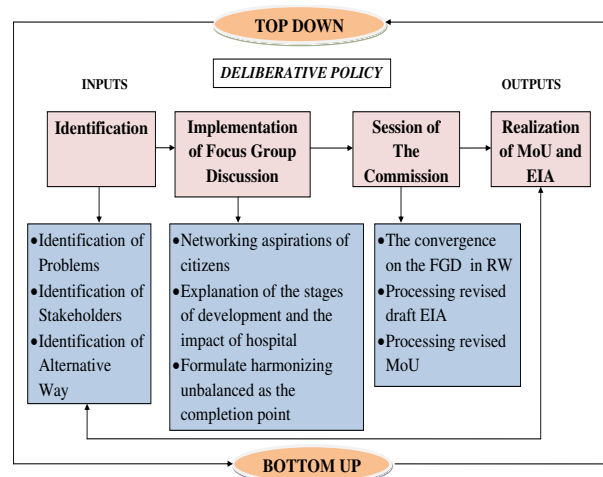 TOP DOWN
DELIBERATIVE POLICY
INPUTS
OUTPUTS
Identification
Implementation
of Focus Group
Discussion
Session of
The
Commission
Realization
of MoU and
EIA
•Identification of
Problems
•Identification of
Stakeholders
•Identification of
Alternative
Way
•Networking aspirations of
citizens
•Explanation of the stages
of development and the
impact of hospital
•Formulate harmonizing
unbalanced as the
completion point
•The convergence
on the FGD in RW
•Processing revised
draft EIA
•Processing revised
MoU
BOTTOM UP